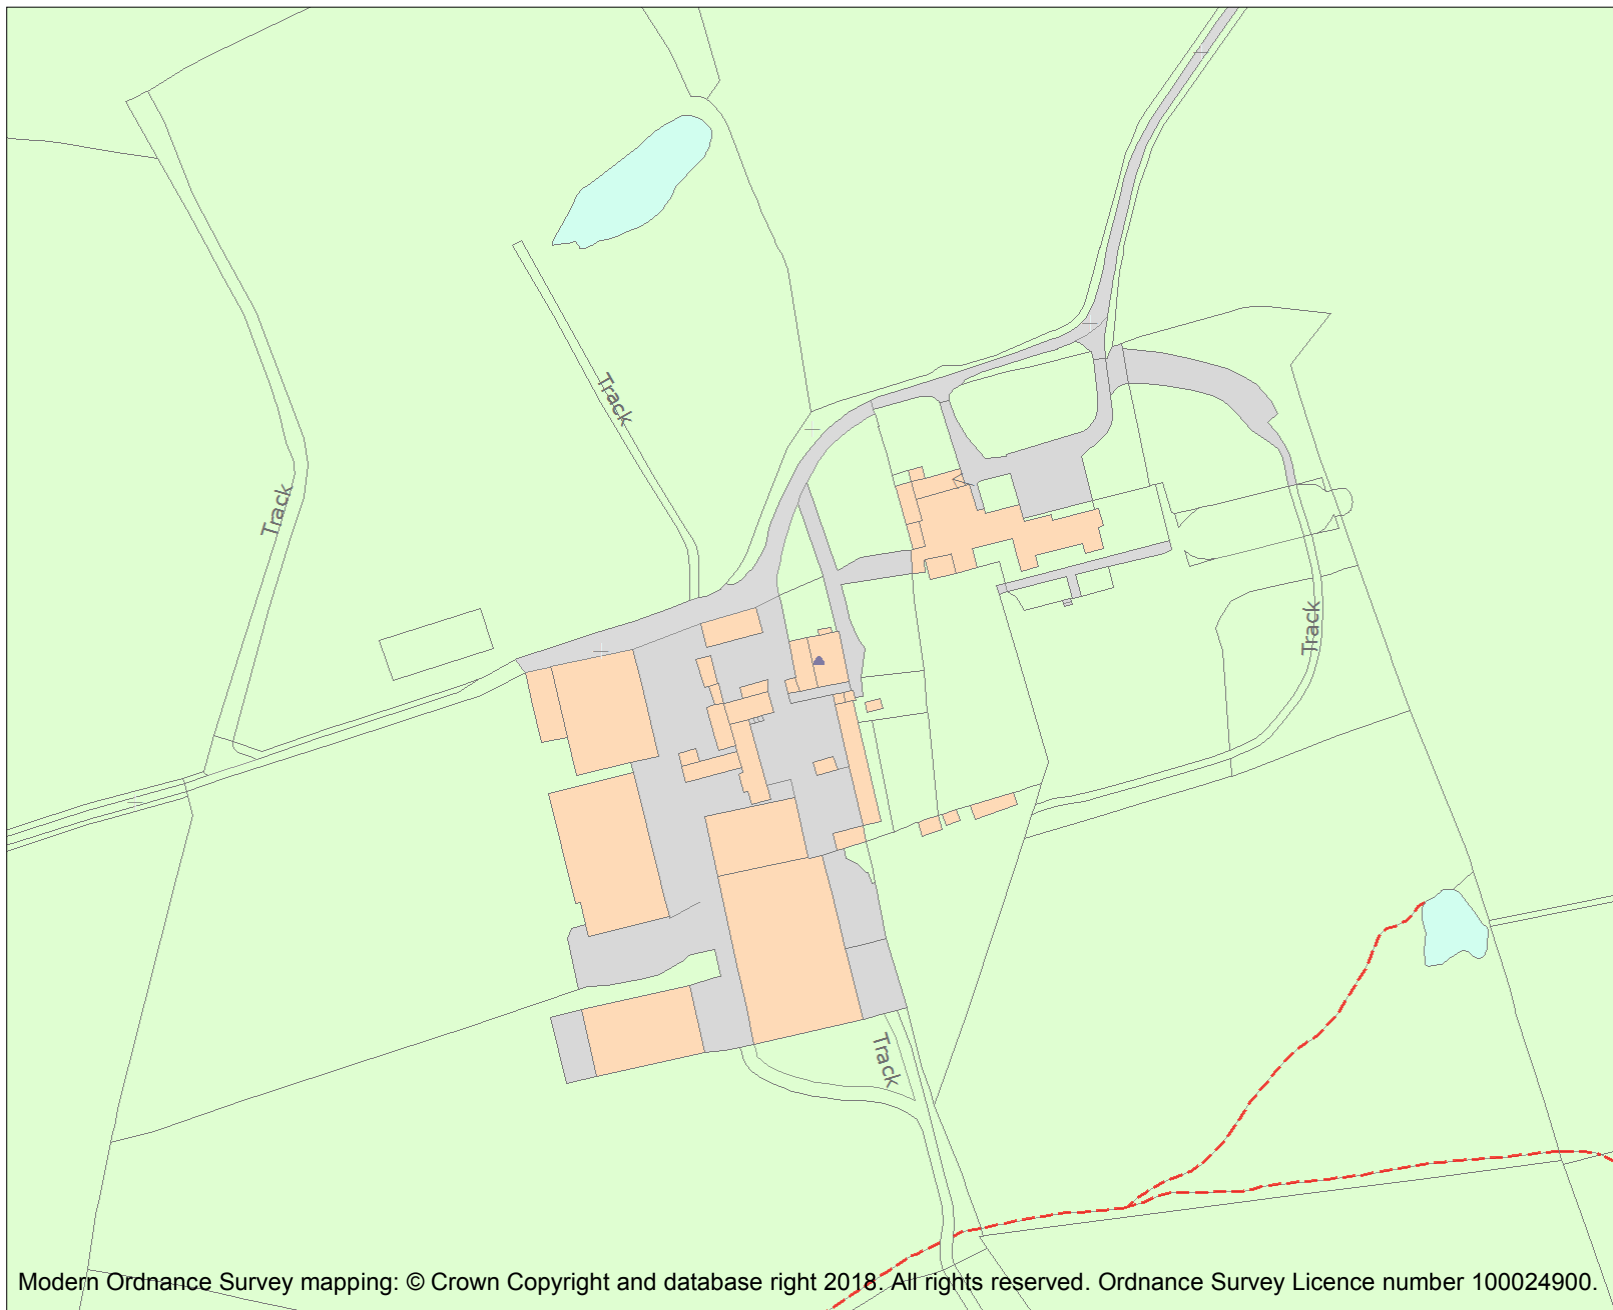 Track
Track
Track
Track
Modern Ordnance Survey mapping: © Crown Copyright and database right 2018. All rights reserved. Ordnance Survey Licence number 100024900.